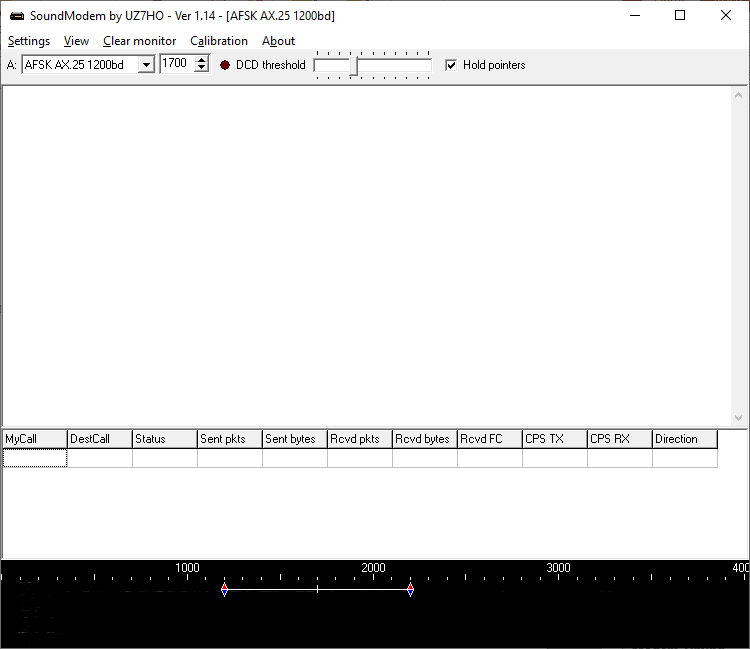 SoundModem by UZ7HO - Ver 1.14 - [AFSK AX.25 1200bd]
Settings View Clear monitor Calibration About
A: AFSK AX.25 1200bd 1700 DCD threshold Hold pointers
MyCall DestCall Status Sent pkts Sent bytes Rcvd pkts Rcvd bytes Rcvd FC CPS TX CPS RX Direction
1000 2000 3000 400